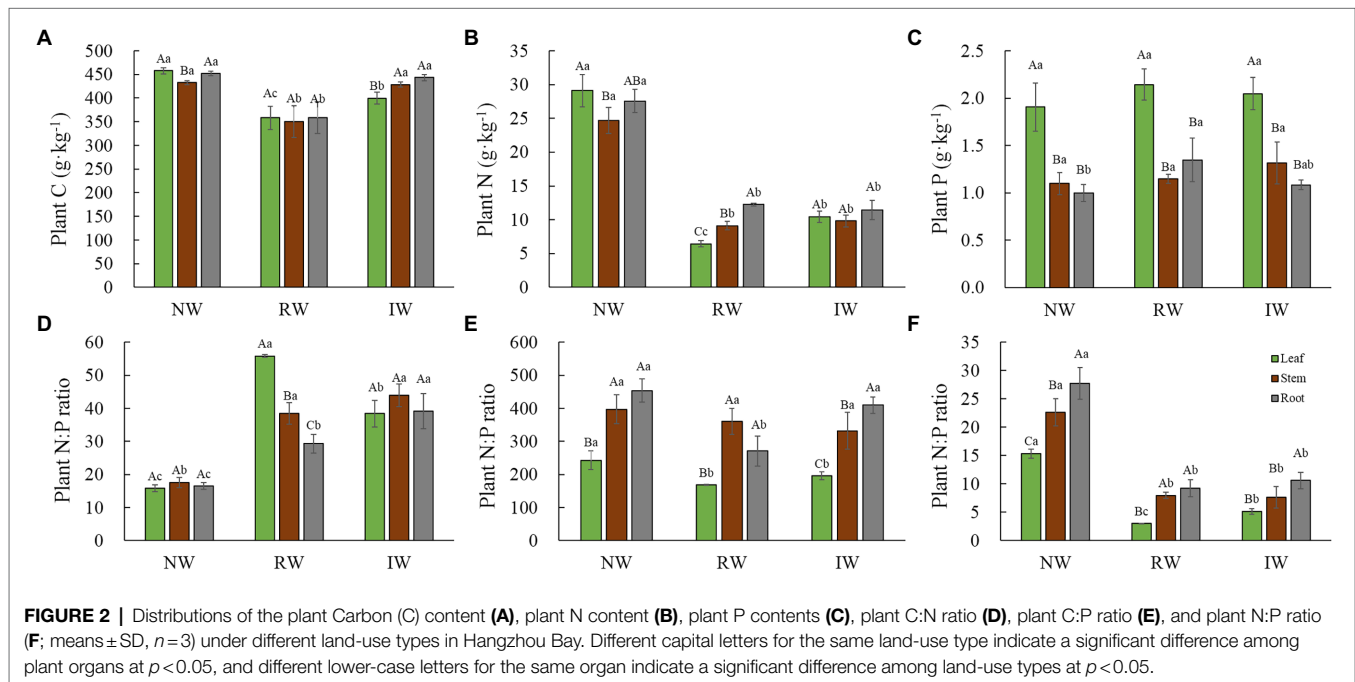 A
Plant C (g·kg-1)
500
450
400
350
300
250
200
150
100
50
0
Aa Ba Aa
Ac Ab Ab
Bb Aa Aa
NW RW IW
B
Plant N (g·kg-1)
35
30
25
20
15
10
5
0
Aa Ba ABa
Cc Bb Ab
Ab Ab Ab
NW RW IW
C
Plant P (g·kg-1)
2.5
2.0
1.5
1.0
0.5
0.0
Aa Ba Bb
Aa Ba Ba
Aa Ba Bab
NW RW IW
D
Plant N:P ratio
60
50
40
30
20
10
0
Ac Ab Ac
Aa Ba Cb
Ab Aa Aa
NW RW IW
E
Plant N:P ratio
600
500
400
300
200
100
0
Ba Aa Aa
Bb Aa Ab
Cb Ba Aa
NW RW IW
F
Plant N:P ratio
35
30
25
20
15
10
5
0
Ca Ba Aa
Bc Ab Ab
Bb Bb Ab
NW RW IW
Leaf
Stem
Root
FIGURE 2 | Distributions of the plant Carbon (C) content (A), plant N content (B), plant P contents (C), plant C:N ratio (D), plant C:P ratio (E), and plant N:P ratio
(F; means±SD, n=3) under different land-use types in Hangzhou Bay. Different capital letters for the same land-use type indicate a significant difference among
plant organs at p<0.05, and different lower-case letters for the same organ indicate a significant difference among land-use types at p<0.05.